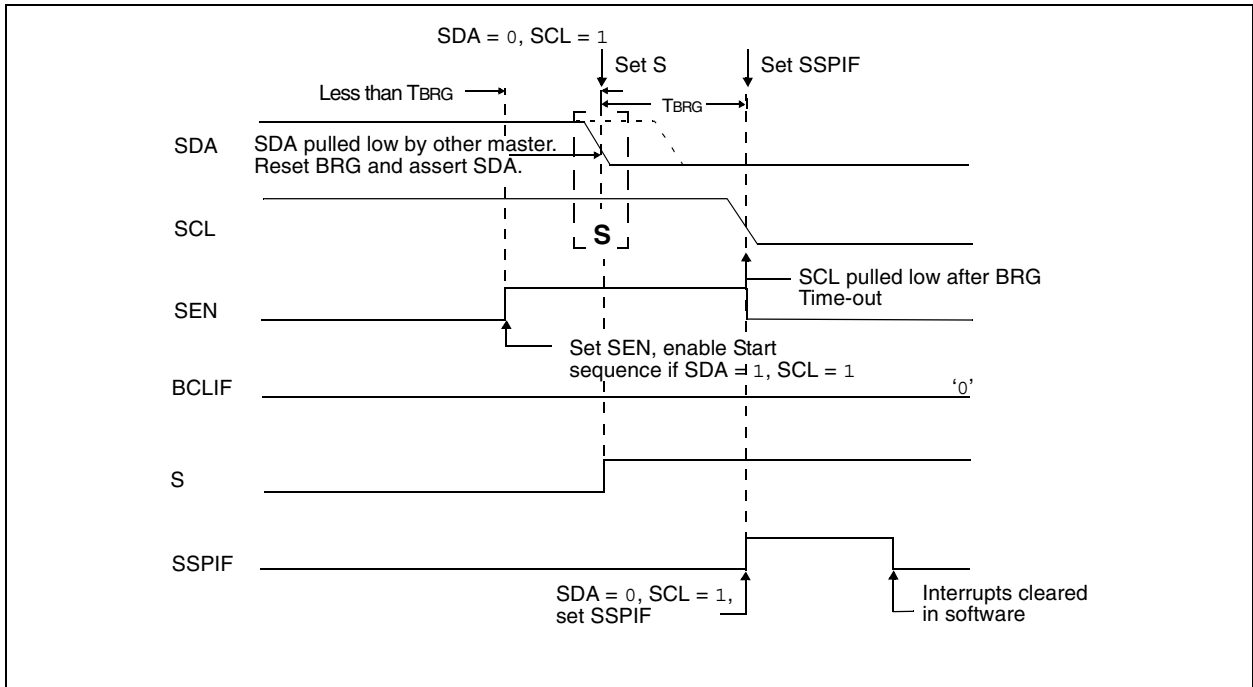 SDA = 0, SCL = 1
Set S
Set SSPIF
Less than TBRG
TBRG
SDA
SDA pulled low by other master.
Reset BRG and assert SDA.
SCL
S
SCL pulled low after BRG
Time-out
SEN
Set SEN, enable Start
sequence if SDA = 1, SCL = 1
BCLIF
‘0’
S
SSPIF
SDA = 0, SCL = 1,
set SSPIF
Interrupts cleared
in software